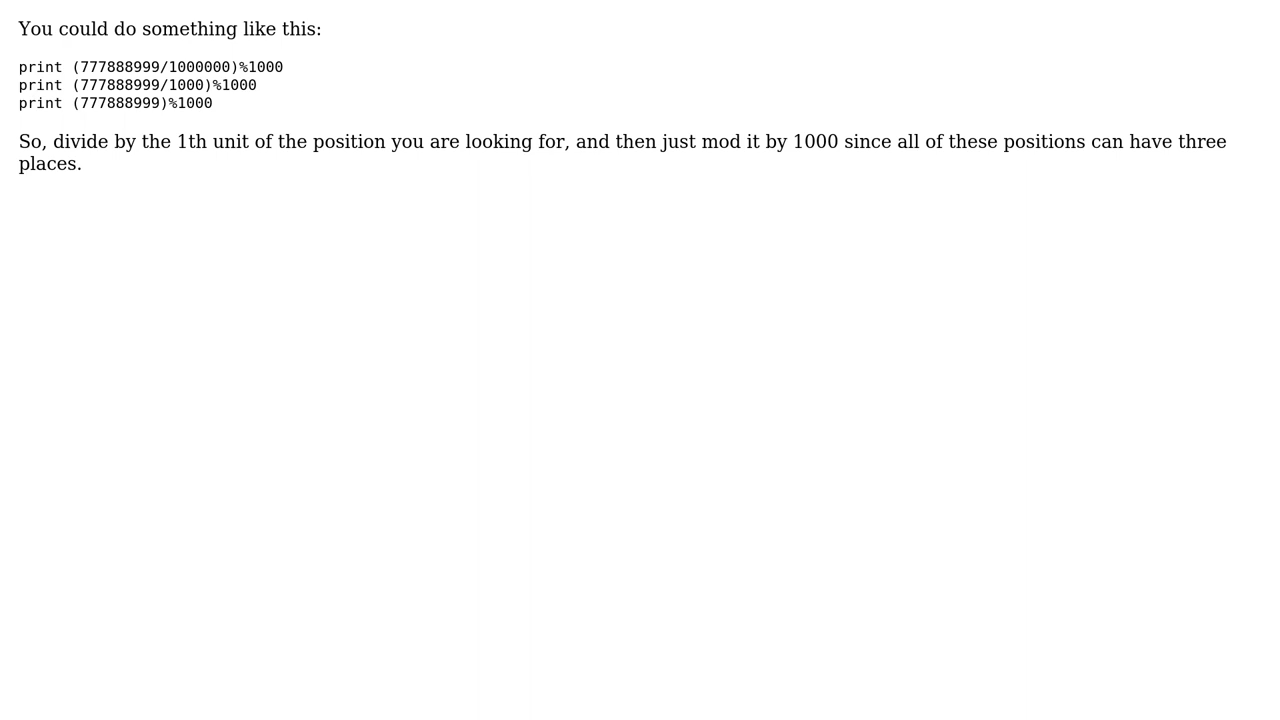 You could do something like this:
print (777888999/1000000)%1000
print (777888999/1000)%1000
print (777888999)%1000
So, divide by the 1th unit of the position you are looking for, and then just mod it by 1000 since all of these positions can have three
places.